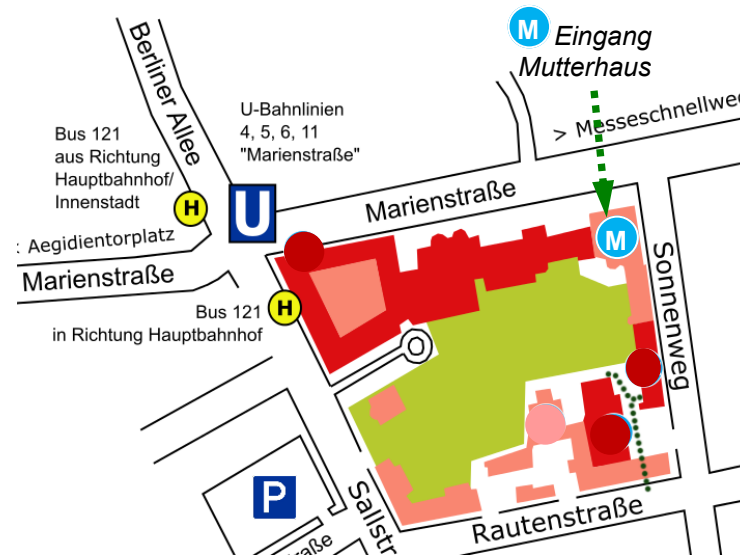 M Eingang
Mutterhaus
Berliner Allee
U-Bahnlinien
4, 5, 6, 11
"Marienstraße"
> Messeschnellweg
Bus 121
aus Richtung
Hauptbahnhof/
Innenstadt
H
U
Marienstraße
M
Aegidientorplatz
Marienstraße
Sonnenweg
Bus 121
in Richtung Hauptbahnhof
H
P
Sallstr
Rautenstraße
raße